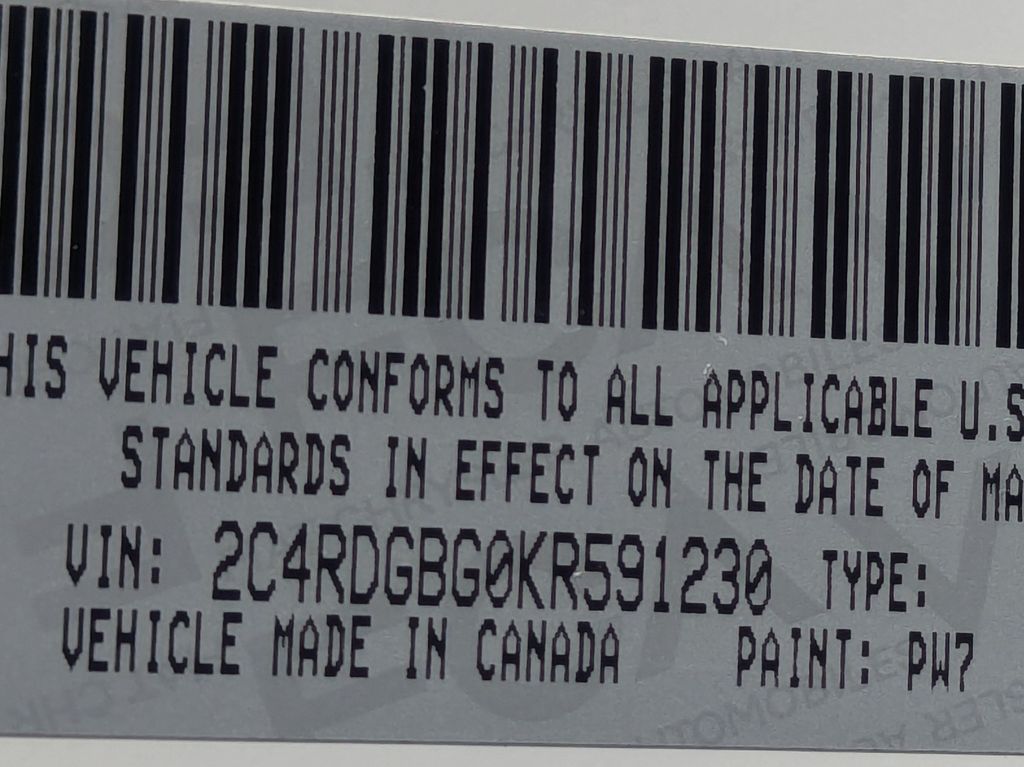 HIS VEHICLE CONFORMS TO ALL APPLICABLE U.S
STANDARDS IN EFFECT ON THE DATE OF MA
VIN: 2C4RDGBG0KR591230 TYPE:
VEHICLE MADE IN CANADA PAINT: PW7